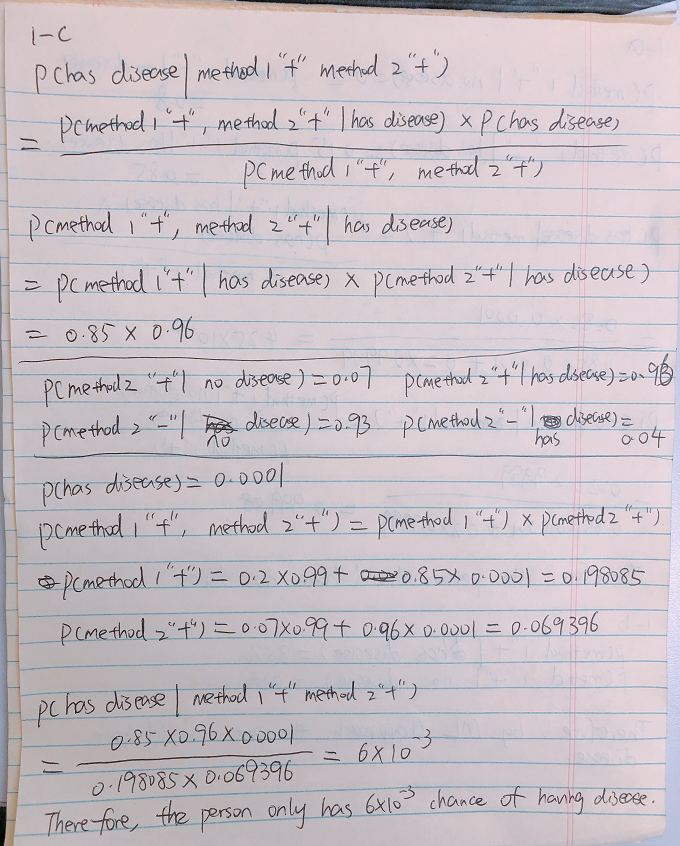 1-C
P(has disease | method 1 "+" method 2 "+")
= P(method 1 "+", method 2 "+" | has disease) × P(has disease)
P(method 1 "+", method 2 "+")
P(method 1 "+", method 2 "+" | has disease)
= P(method 1 "+" | has disease) × P(method 2 "+" | has disease)
= 0.85 × 0.96
P(method 2 "+" | no disease) = 0.07 P(method 2 "+" | has disease) = 0.96
P(method 2 "-" | no disease) = 0.93 P(method 2 "-" | has disease) = 0.04
P(has disease) = 0.0001
P(method 1 "+", method 2 "+") = P(method 1 "+") × P(method 2 "+")
P(method 1 "+") = 0.2 × 0.99 + 0.85 × 0.0001 = 0.198085
P(method 2 "+") = 0.07 × 0.99 + 0.96 × 0.0001 = 0.069396
P(has disease | method 1 "+" method 2 "+")
= 0.85 × 0.96 × 0.0001
0.198085 × 0.069396
= 6 × 10⁻³
Therefore, the person only has 6×10⁻³ chance of having disease.